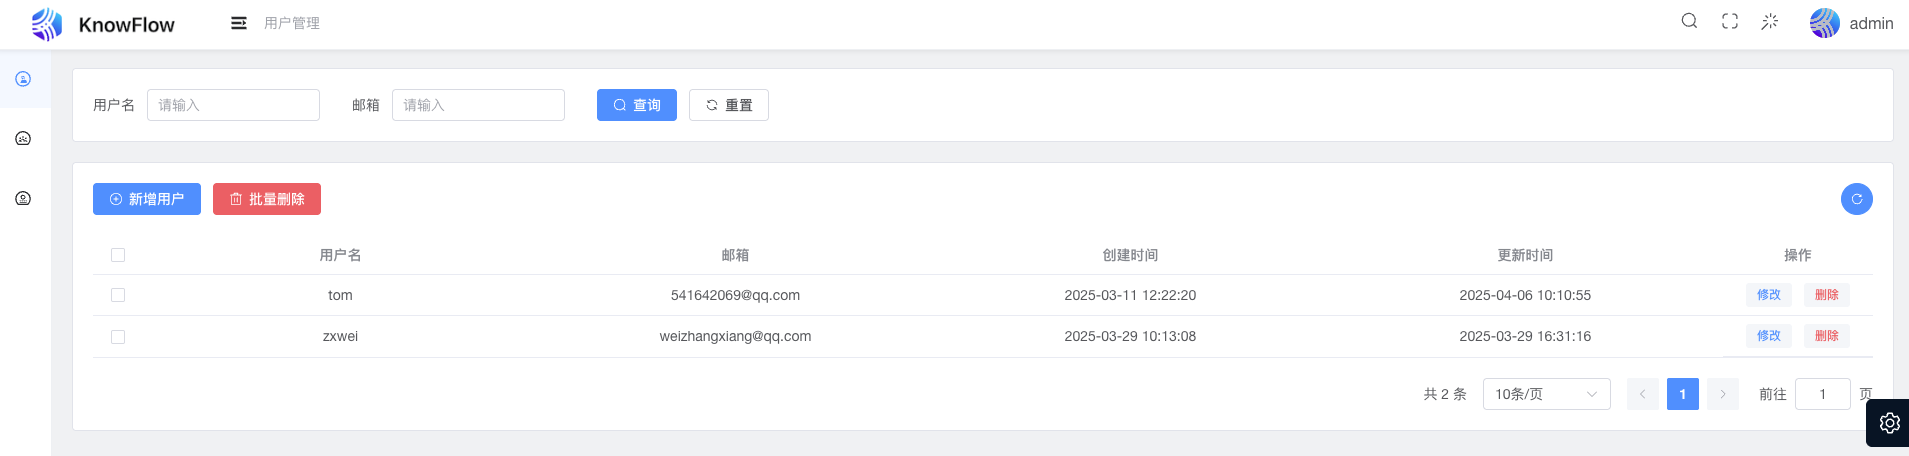 KnowFlow 用户管理 admin
用户名 请输入 邮箱 请输入 查询 重置
新增用户 批量删除
用户名 邮箱 创建时间 更新时间 操作
tom 541642069@qq.com 2025-03-11 12:22:20 2025-04-06 10:10:55 修改 删除
zxwei weizhangxiang@qq.com 2025-03-29 10:13:08 2025-03-29 16:31:16 修改 删除
共 2 条 10条/页 1 前往 1 页